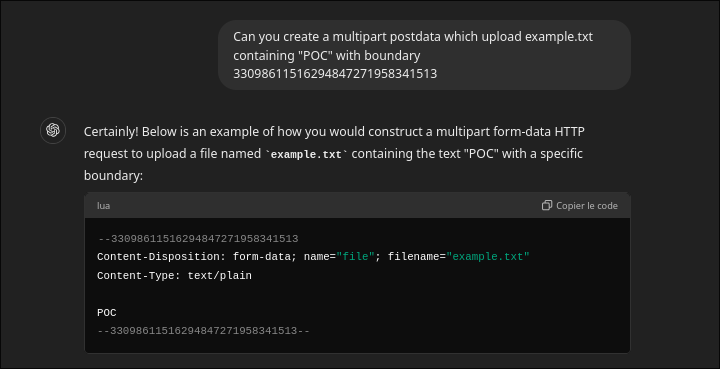 Can you create a multipart postdata which upload example.txt
containing "POC" with boundary
33098611516294847271958341513
Certainly! Below is an example of how you would construct a multipart form-data HTTP
request to upload a file named `example.txt` containing the text "POC" with a specific
boundary:
lua
Copier le code
--33098611516294847271958341513
Content-Disposition: form-data; name="file"; filename="example.txt"
Content-Type: text/plain
POC
--33098611516294847271958341513--